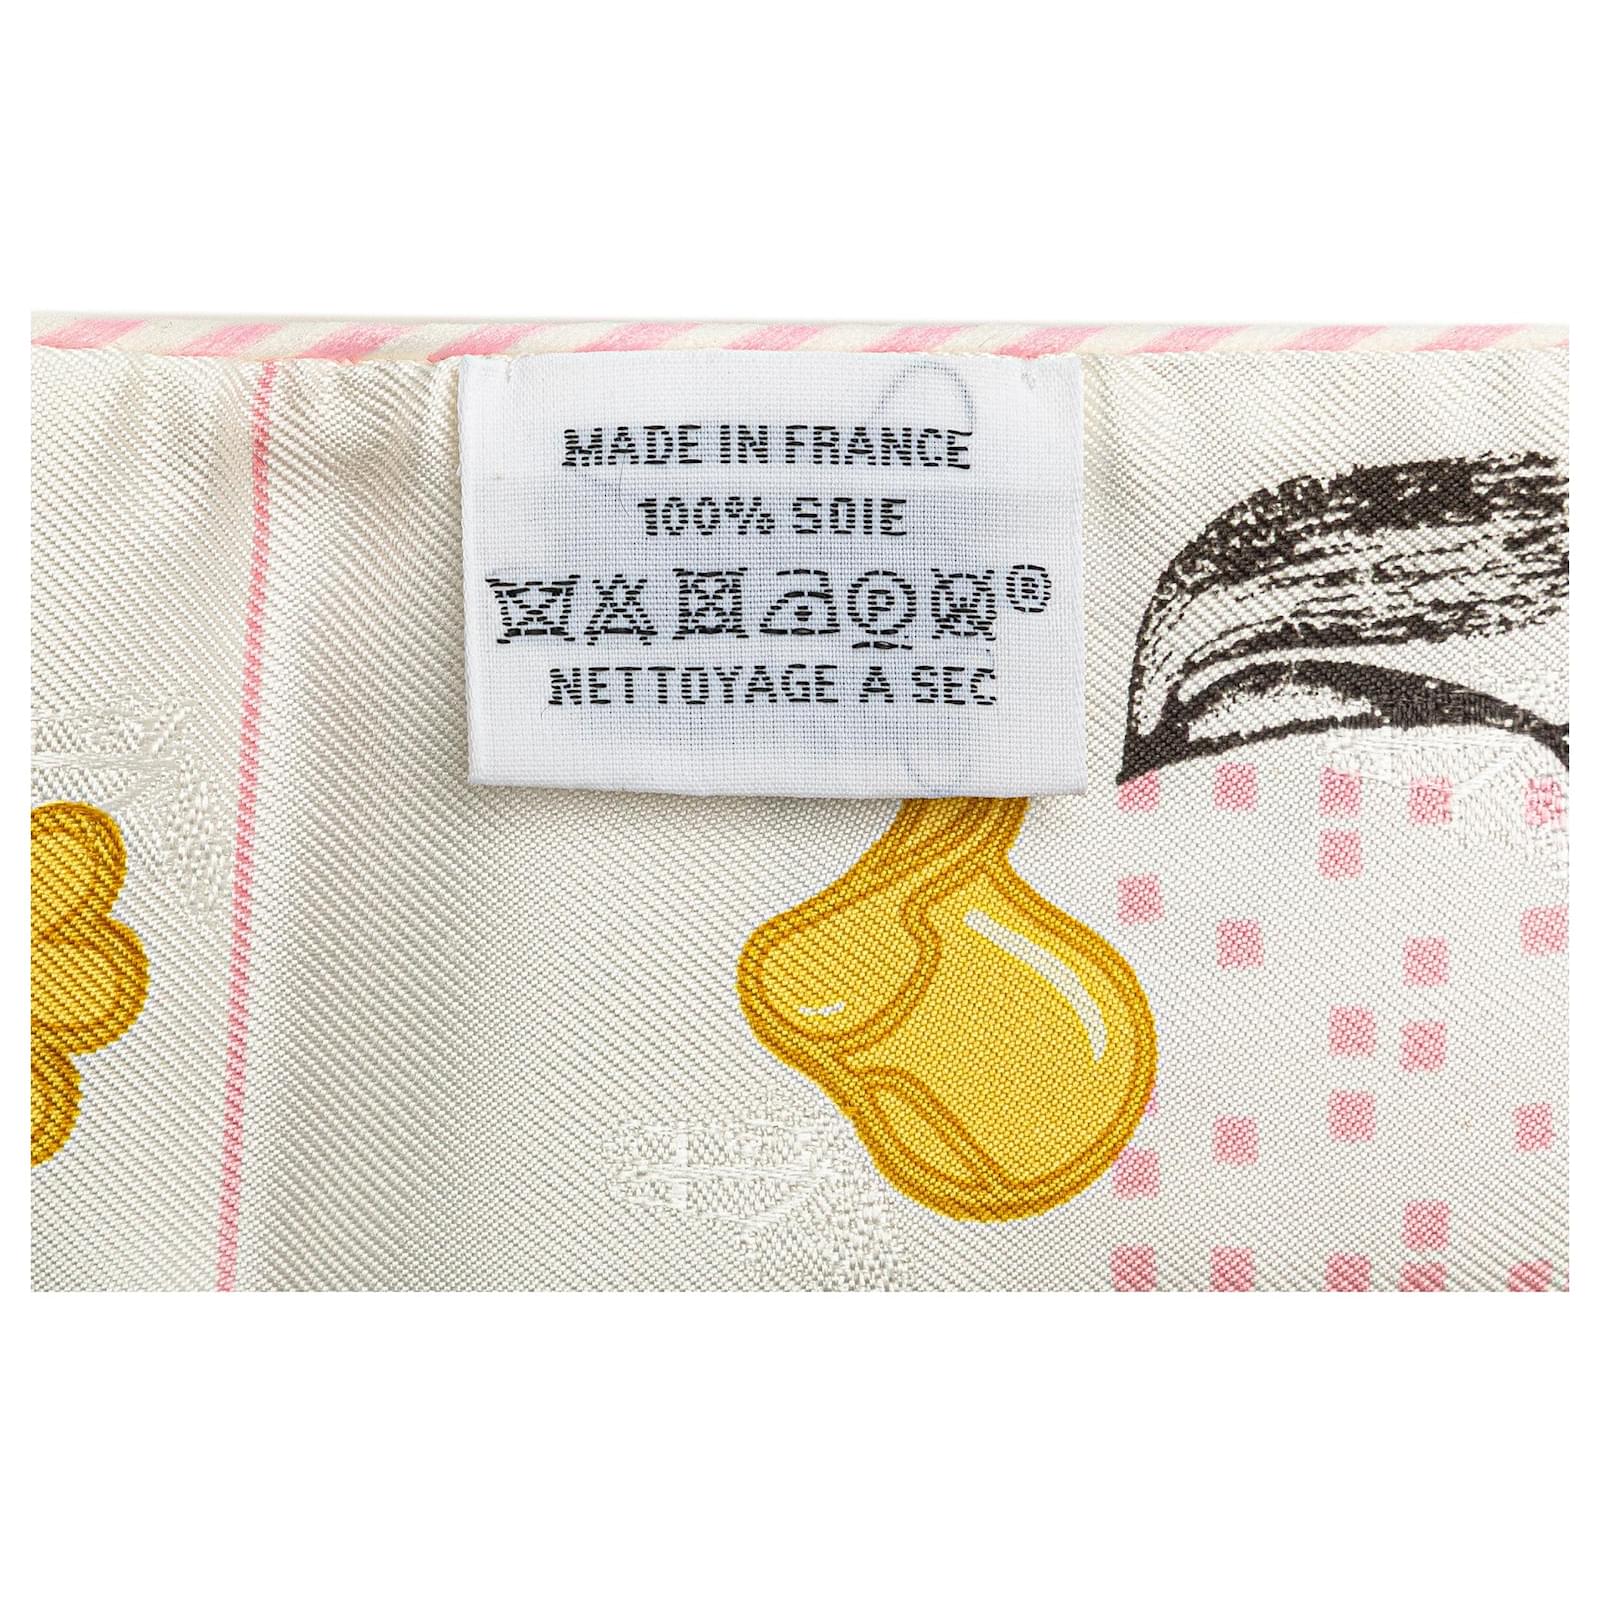 MADE IN FRANCE
100% SOIE
P W ®
NETTOYAGE A SEC